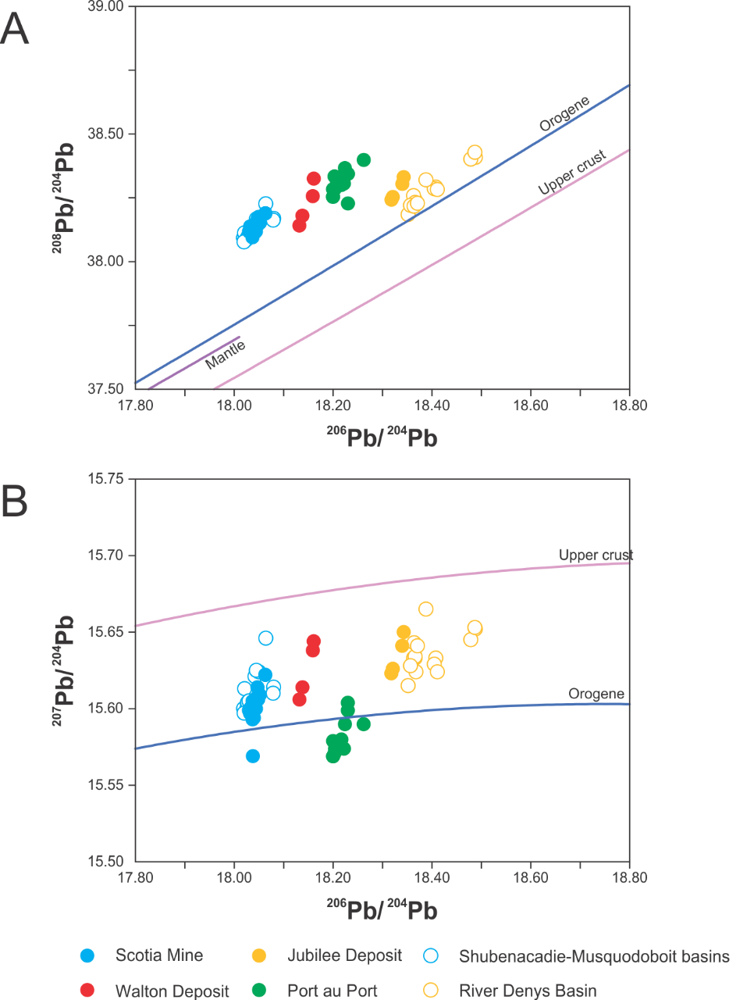 A
39.00
38.50
38.00
37.50
208Pb/ 204Pb
Orogene
Upper crust
Mantle
17.80 18.00 18.20 18.40 18.60 18.80
206Pb/ 204Pb
B
15.75
15.70
15.65
15.60
15.55
15.50
207Pb/ 204Pb
Upper crust
Orogene
17.80 18.00 18.20 18.40 18.60 18.80
206Pb/ 204Pb
Scotia Mine Jubilee Deposit Shubenacadie-Musquodoboit basins
Walton Deposit Port au Port River Denys Basin